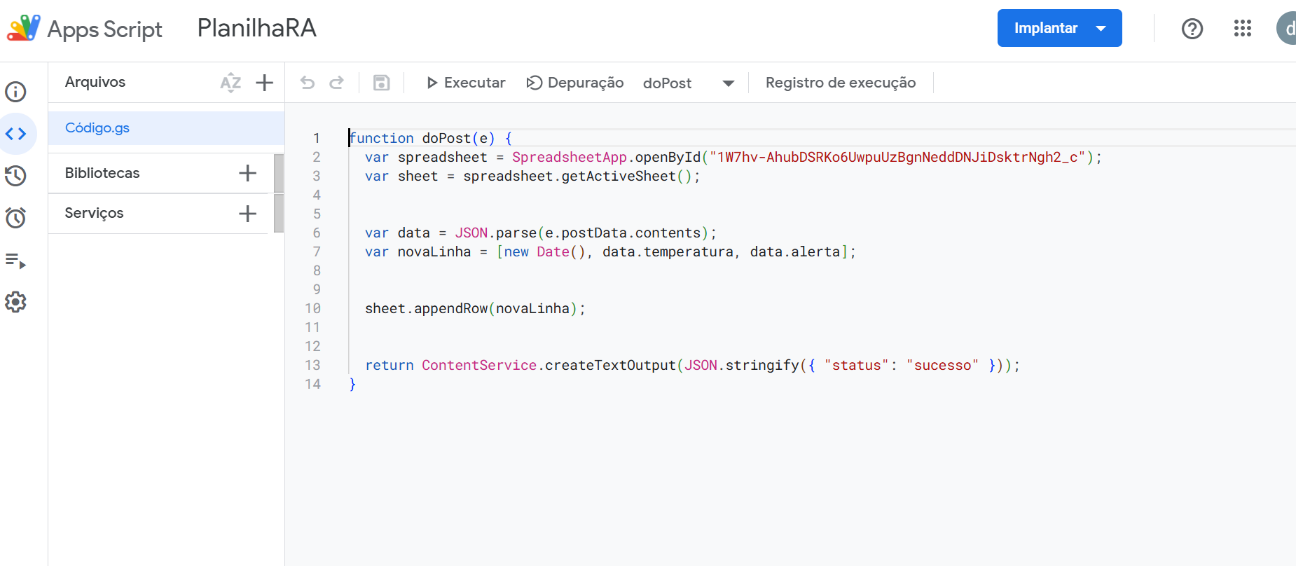 Apps Script PlanilhaRA Implantar
Arquivos AZ Executar Depuração doPost Registro de execução
Código.gs
Bibliotecas
Serviços
1 function doPost(e) {
2 var spreadsheet = SpreadsheetApp.openById("1W7hv-AhubDSRKo6UwpuUzBgnNeddDNJiDsktrNgh2_c");
3 var sheet = spreadsheet.getActiveSheet();
4
5
6 var data = JSON.parse(e.postData.contents);
7 var novaLinha = [new Date(), data.temperatura, data.alerta];
8
9
10 sheet.appendRow(novaLinha);
11
12
13 return ContentService.createTextOutput(JSON.stringify({ "status": "sucesso" }));
14 }